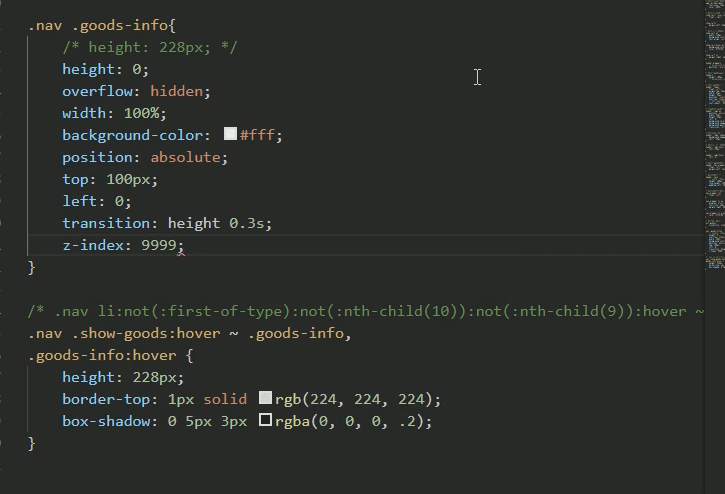 .nav .goods-info{
/* height: 228px; */
height: 0;
overflow: hidden;
width: 100%;
background-color: #fff;
position: absolute;
top: 100px;
left: 0;
transition: height 0.3s;
z-index: 9999;
}
/* .nav li:not(:first-of-type):not(:nth-child(10)):not(:nth-child(9)):hover ~
.nav .show-goods:hover ~ .goods-info,
.goods-info:hover {
height: 228px;
border-top: 1px solid rgb(224, 224, 224);
box-shadow: 0 5px 3px rgba(0, 0, 0, .2);
}